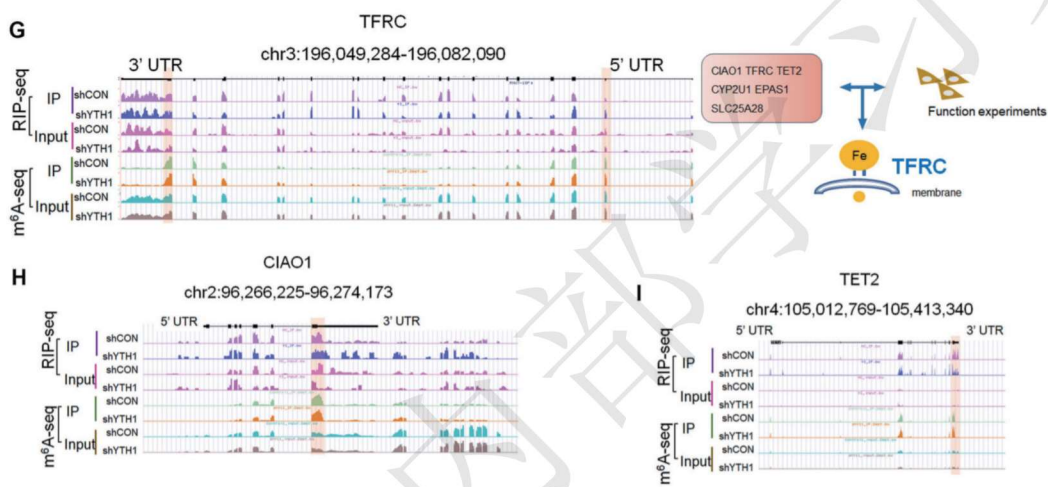 G
TFRC
chr3:196,049,284-196,082,090
3’ UTR
5’ UTR
RIP-seq
IP
shCON
shYTH1
Input
shCON
shYTH1
m⁶A-seq
IP
shCON
shYTH1
Input
shCON
shYTH1
CIAO1 TFRC TET2
CYP2U1 EPAS1
SLC25A28
Function experiments
Fe
TFRC
membrane
H
CIAO1
chr2:96,266,225-96,274,173
5’ UTR
3’ UTR
RIP-seq
IP
shCON
shYTH1
Input
shCON
shYTH1
m⁶A-seq
IP
shCON
shYTH1
Input
shCON
shYTH1
I
TET2
chr4:105,012,769-105,413,340
5’ UTR
3’ UTR
RIP-seq
IP
shCON
shYTH1
Input
shCON
shYTH1
m⁶A-seq
IP
shCON
shYTH1
Input
shCON
shYTH1
内部学习